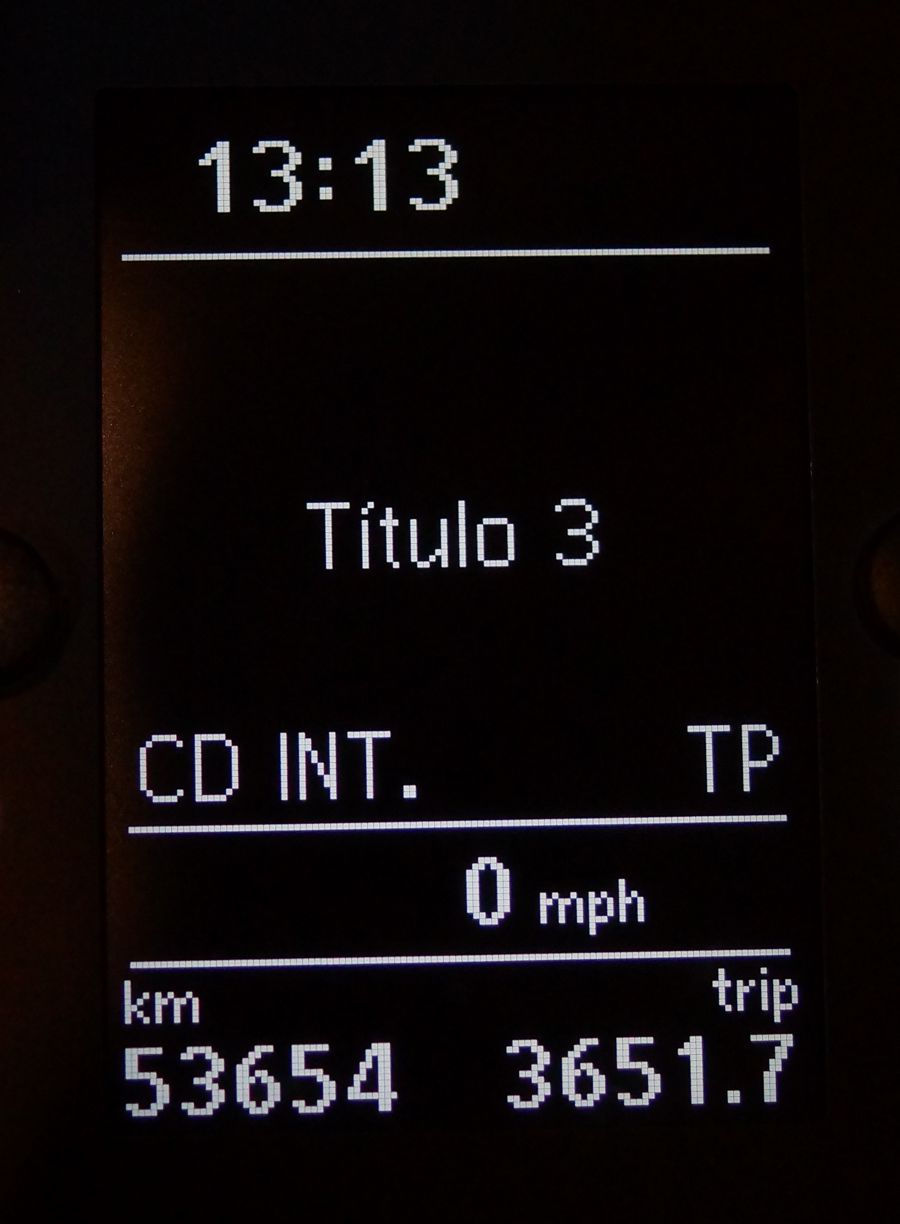 13:13
Título 3
CD INT. TP
0 mph
km trip
53654 3651.7